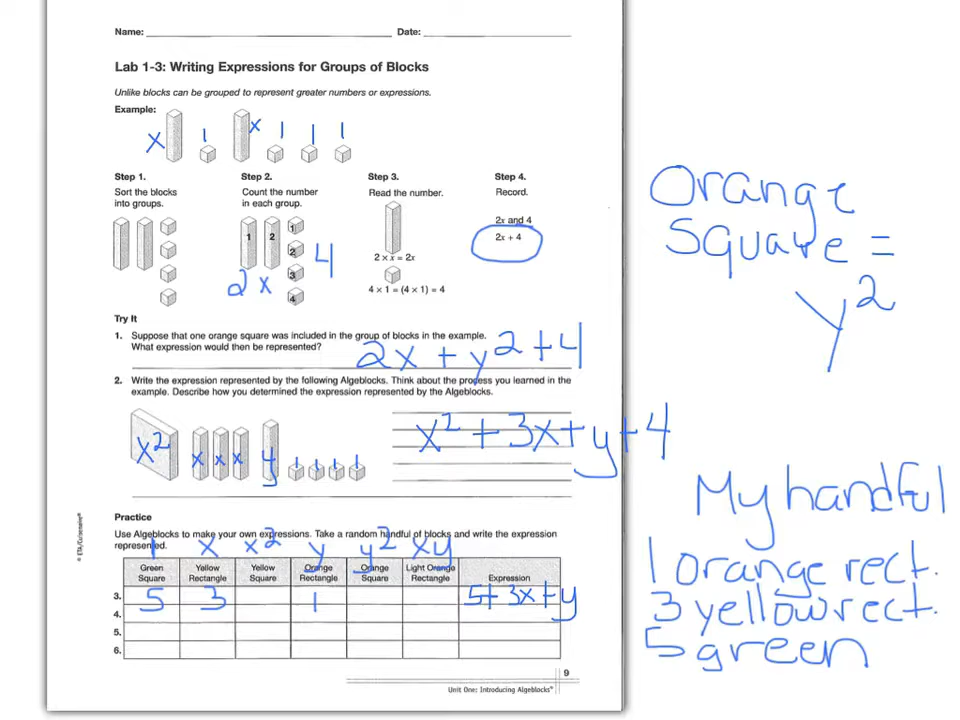 Name: Date:
Lab 1-3: Writing Expressions for Groups of Blocks
Unlike blocks can be grouped to represent greater numbers or expressions.
Example:
x 1 x 1 1 1
Step 1. Step 2. Step 3. Step 4.
Sort the blocks Count the number Read the number. Record.
into groups. in each group.
2x and 4
2x + 4
1 2 1 2 3 4
2x 4
2 × x = 2x
4 × 1 = (4 × 1) = 4
Orange
Square =
y²
Try It
1. Suppose that one orange square was included in the group of blocks in the example.
What expression would then be represented?
2x + y² + 4
2. Write the expression represented by the following Algeblocks. Think about the process you learned in the
example. Describe how you determined the expression represented by the Algeblocks.
x² x x x y 1 1 1 1
x² + 3x + y + 4
My handful
1 orange rect.
3 yellow rect.
5 green
Practice
Use Algeblocks to make your own expressions. Take a random handful of blocks and write the expression
represented.
1 x x² y y² xy
Green Square Yellow Rectangle Yellow Square Orange Rectangle Orange Square Light Orange Rectangle Expression
3. 5 3 1 5 + 3x + y
4.
5.
6.
9
Unit One: Introducing Algeblocks®
© ETA/Cuisenaire®